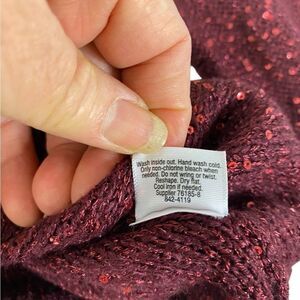 Wash inside out. Hand wash cold.
Only non-chlorine bleach when
needed. Do not wring or twist.
Reshape. Dry flat.
Cool iron if needed.
Supplier 76185-8
842-4119